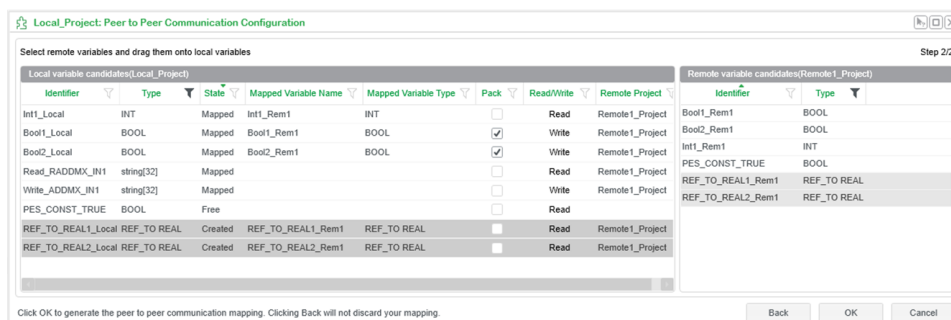 Local_Project: Peer to Peer Communication Configuration
Select remote variables and drag them onto local variables Step 2/2
Local variable candidates(Local_Project) Remote variable candidates(Remote1_Project)
Identifier Type State Mapped Variable Name Mapped Variable Type Pack Read/Write Remote Project Identifier Type
Int1_Local INT Mapped Int1_Rem1 INT Read Remote1_Project Bool1_Rem1 BOOL
Bool1_Local BOOL Mapped Bool1_Rem1 BOOL Write Remote1_Project Bool2_Rem1 BOOL
Bool2_Local BOOL Mapped Bool2_Rem1 BOOL Write Remote1_Project Int1_Rem1 INT
Read_RADDMX_IN1 string[32] Mapped Read Remote1_Project PES_CONST_TRUE BOOL
Write_ADDMX_IN1 string[32] Mapped Write Remote1_Project REF_TO_REAL1_Rem1 REF_TO REAL
PES_CONST_TRUE BOOL Free Read REF_TO_REAL2_Rem1 REF_TO REAL
REF_TO_REAL1_Local REF_TO REAL Created REF_TO_REAL1_Rem1 REF_TO REAL Read Remote1_Project
REF_TO_REAL2_Local REF_TO REAL Created REF_TO_REAL2_Rem1 REF_TO REAL Read Remote1_Project
Click OK to generate the peer to peer communication mapping. Clicking Back will not discard your mapping. Back OK Cancel